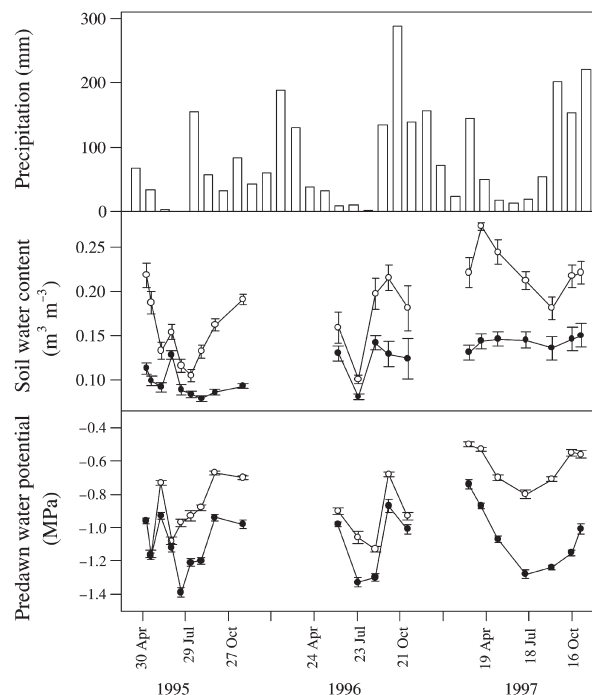 Precipitation (mm)
300
200
100
0
Soil water content
(m³ m⁻³)
0.25
0.20
0.15
0.10
Predawn water potential
(MPa)
−0.4
−0.6
−0.8
−1.0
−1.2
−1.4
30 Apr
29 Jul
27 Oct
24 Apr
23 Jul
21 Oct
19 Apr
18 Jul
16 Oct
1995
1996
1997